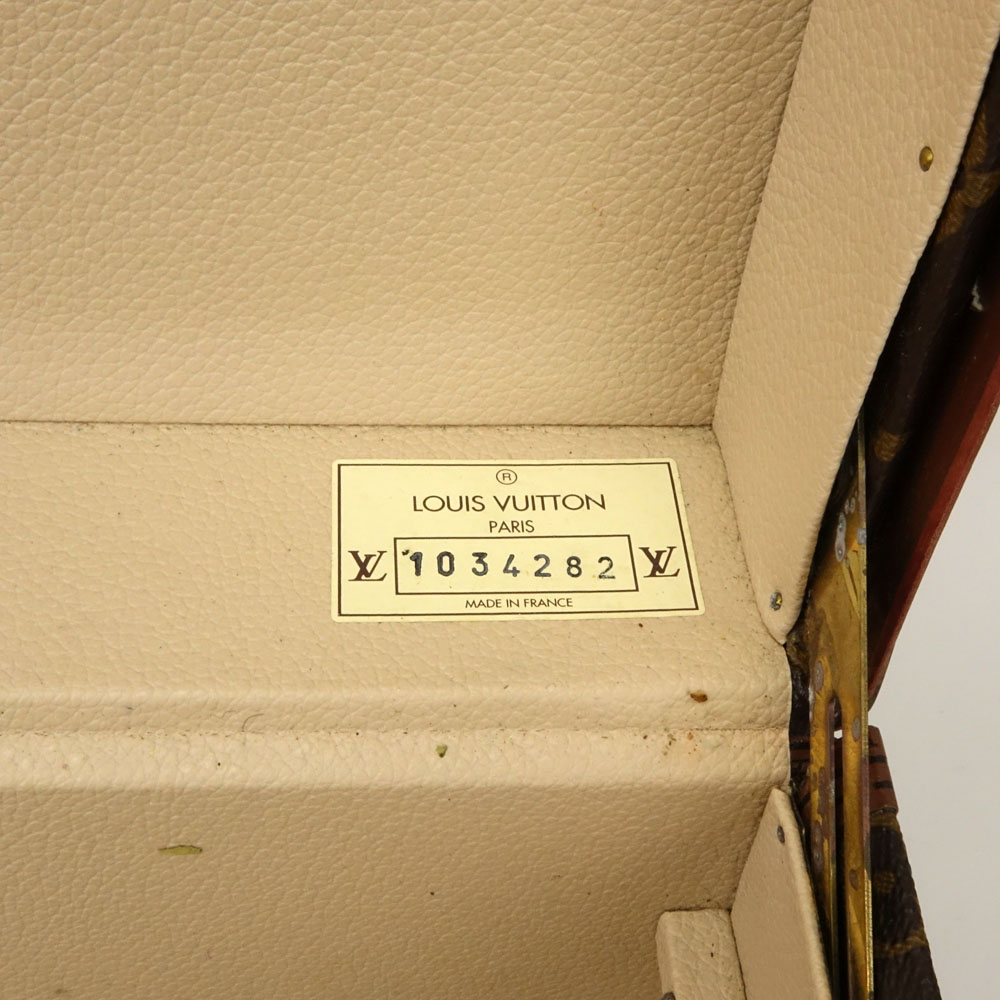 ®
LOUIS VUITTON
PARIS
LV 1034282 LV
MADE IN FRANCE